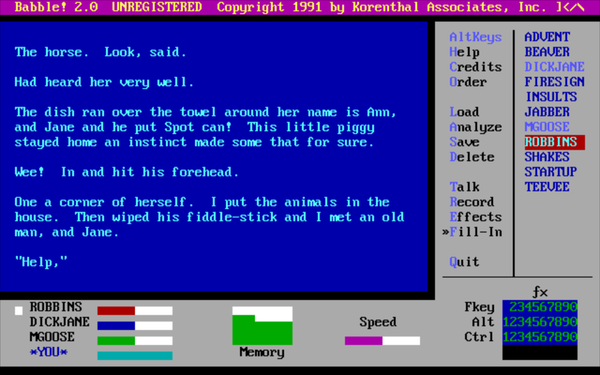 Babble! 2.0 UNREGISTERED Copyright 1991 by Korenthal Associates, Inc. ]</\
The horse. Look, said.
Had heard her very well.
The dish ran over the towel around her name is Ann,
and Jane and he put Spot can! This little piggy
stayed home an instinct made some that for sure.
Wee! In and hit his forehead.
One a corner of herself. I put the animals in the
house. Then wiped his fiddle-stick and I met an old
man, and Jane.
"Help,"
AltKeys
Help
Credits
Order
Load
Analyze
Save
Delete
Talk
Record
Effects
»Fill-In
Quit
ADVENT
BEAVER
DICKJANE
FIRESIGN
INSULTS
JABBER
MGOOSE
ROBBINS
SHAKES
STARTUP
TEEVEE
ROBBINS
DICKJANE
MGOOSE
*YOU*
Memory
Speed
ƒx
Fkey 234567890
Alt 1234567890
Ctrl 1234567890